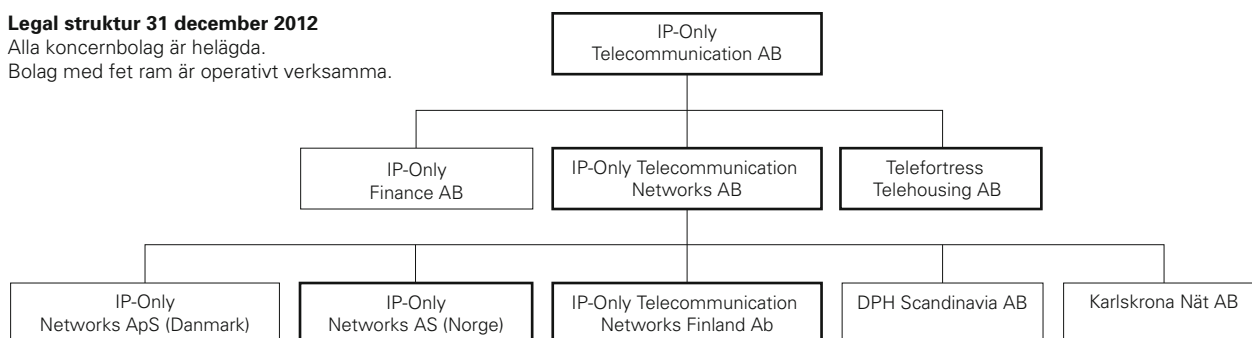 Legal struktur 31 december 2012
Alla koncernbolag är helägda.
Bolag med fet ram är operativt verksamma.
IP-Only
Telecommunication AB
IP-Only
Finance AB
IP-Only Telecommunication
Networks AB
Telefortress
Telehousing AB
IP-Only
Networks ApS (Danmark)
IP-Only
Networks AS (Norge)
IP-Only Telecommunication
Networks Finland Ab
DPH Scandinavia AB
Karlskrona Nät AB